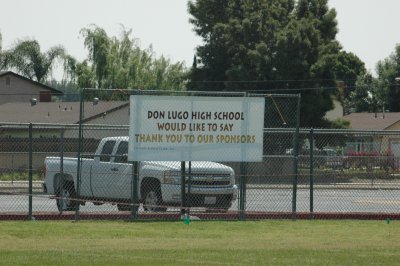 DON LUGO HIGH SCHOOL
WOULD LIKE TO SAY
THANK YOU TO OUR SPONSORS